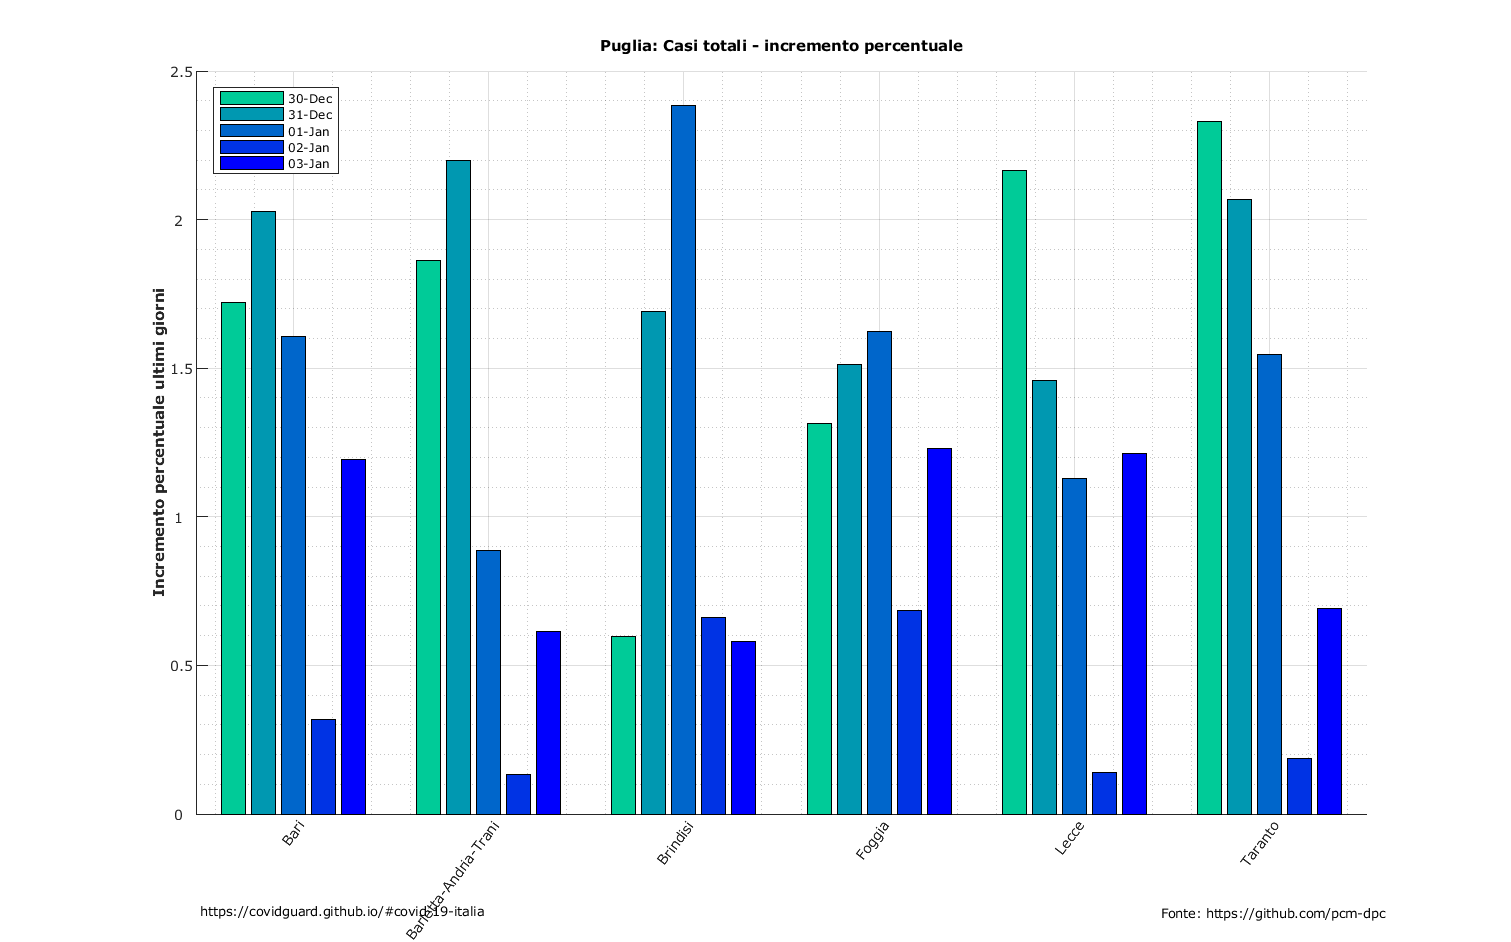 Puglia: Casi totali - incremento percentuale
2.5
2
1.5
1
0.5
0
Incremento percentuale ultimi giorni
30-Dec
31-Dec
01-Jan
02-Jan
03-Jan
Bari
Barletta-Andria-Trani
Brindisi
Foggia
Lecce
Taranto
https://covidguard.github.io/#covid-19-italia
Fonte: https://github.com/pcm-dpc